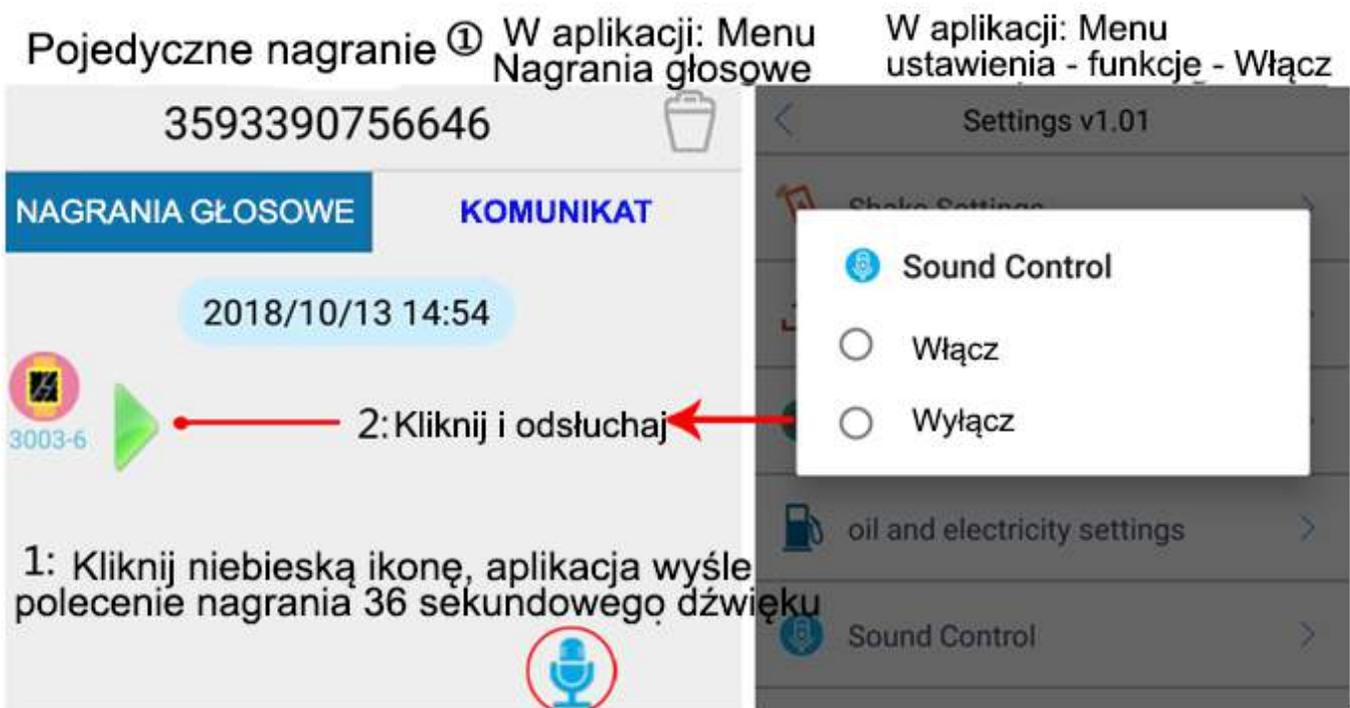 Pojedyczne nagranie ①
W aplikacji: Menu
Nagrania głosowe
3593390756646
NAGRANIA GŁOSOWE
KOMUNIKAT
2018/10/13 14:54
3003-6
2: Kliknij i odsłuchaj
1: Kliknij niebieską ikonę, aplikacja wyśle
polecenie nagrania 36 sekundowego dźwięku
W aplikacji: Menu
ustawienia - funkcje - Włącz
Settings v1.01
Shake Settings
Sound Control
Włącz
Wyłącz
oil and electricity settings
Sound Control